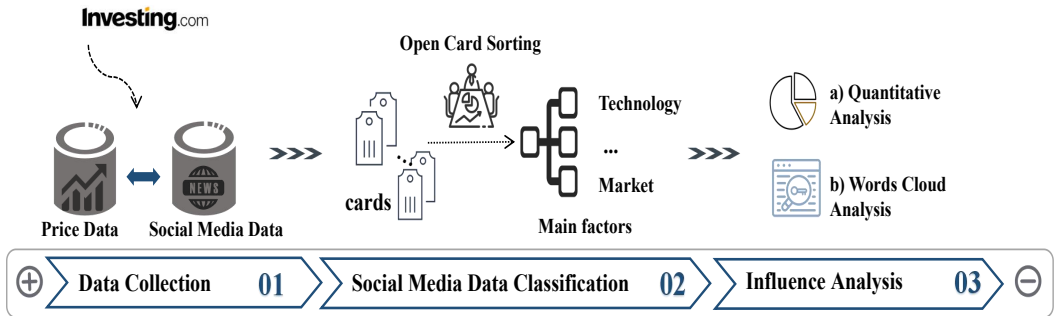 Investing.com
Open Card Sorting
Technology
...
Market
a) Quantitative
Analysis
NEWS
cards
b) Words Cloud
Analysis
Price Data
Social Media Data
Main factors
Data Collection 01
Social Media Data Classification 02
Influence Analysis 03